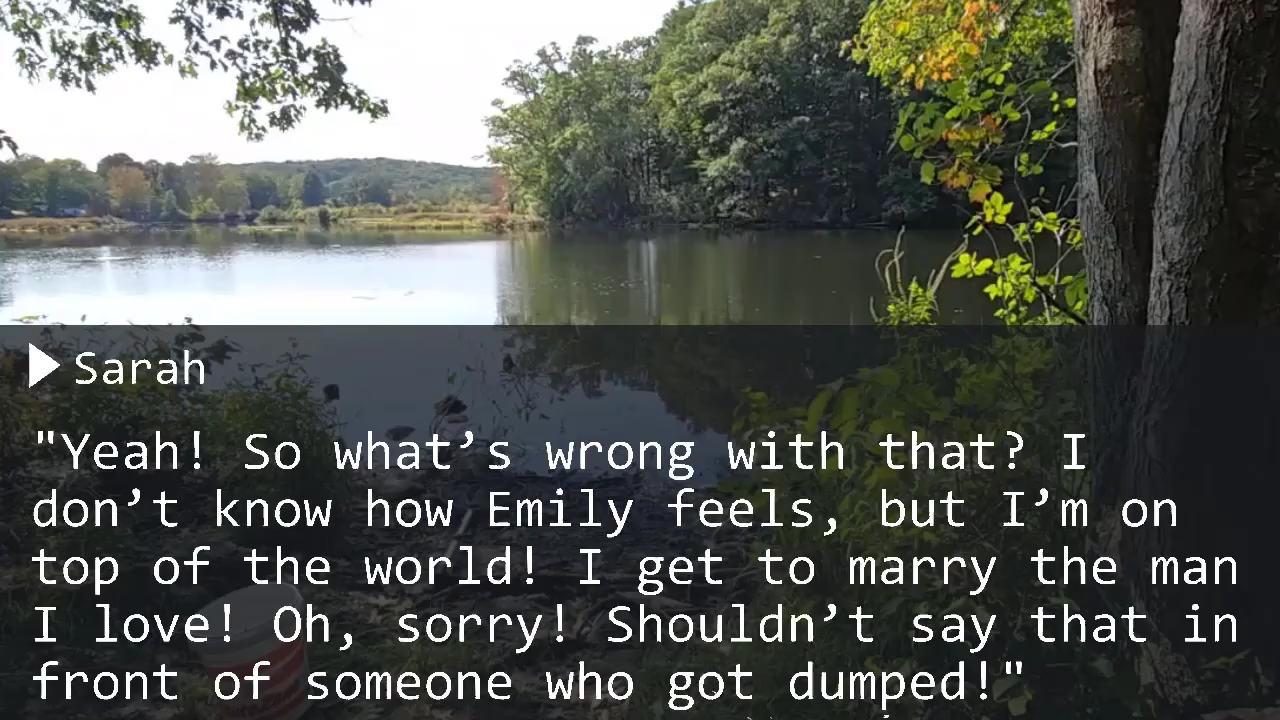 Sarah
"Yeah! So what’s wrong with that? I
don’t know how Emily feels, but I’m on
top of the world! I get to marry the man
I love! Oh, sorry! Shouldn’t say that in
front of someone who got dumped!"